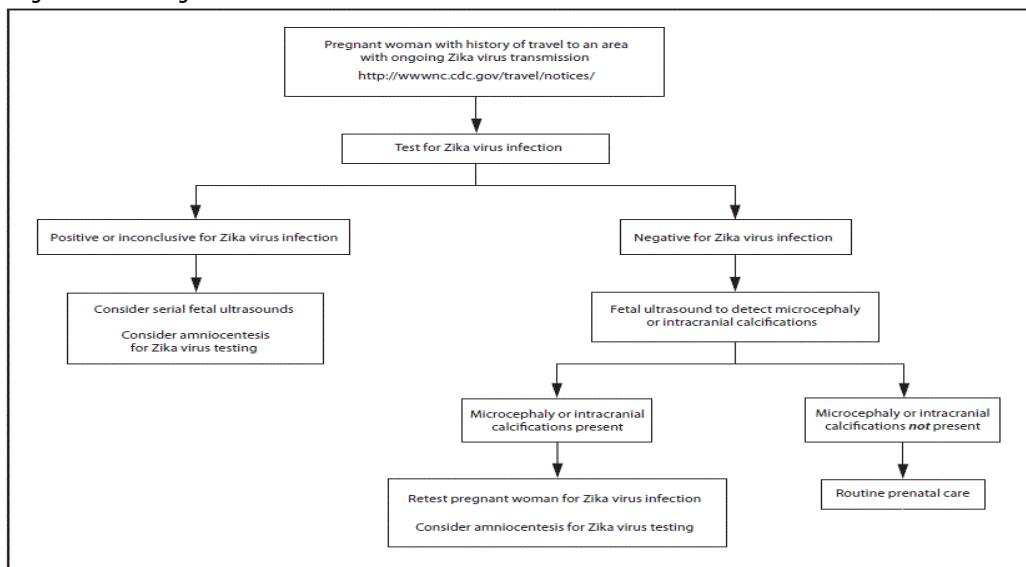 Pregnant woman with history of travel to an area
with ongoing Zika virus transmission
http://wwwnc.cdc.gov/travel/notices/
Test for Zika virus infection
Positive or inconclusive for Zika virus infection
Negative for Zika virus infection
Consider serial fetal ultrasounds
Consider amniocentesis
for Zika virus testing
Fetal ultrasound to detect microcephaly
or intracranial calcifications
Microcephaly or intracranial
calcifications present
Microcephaly or intracranial
calcifications not present
Retest pregnant woman for Zika virus infection
Consider amniocentesis for Zika virus testing
Routine prenatal care